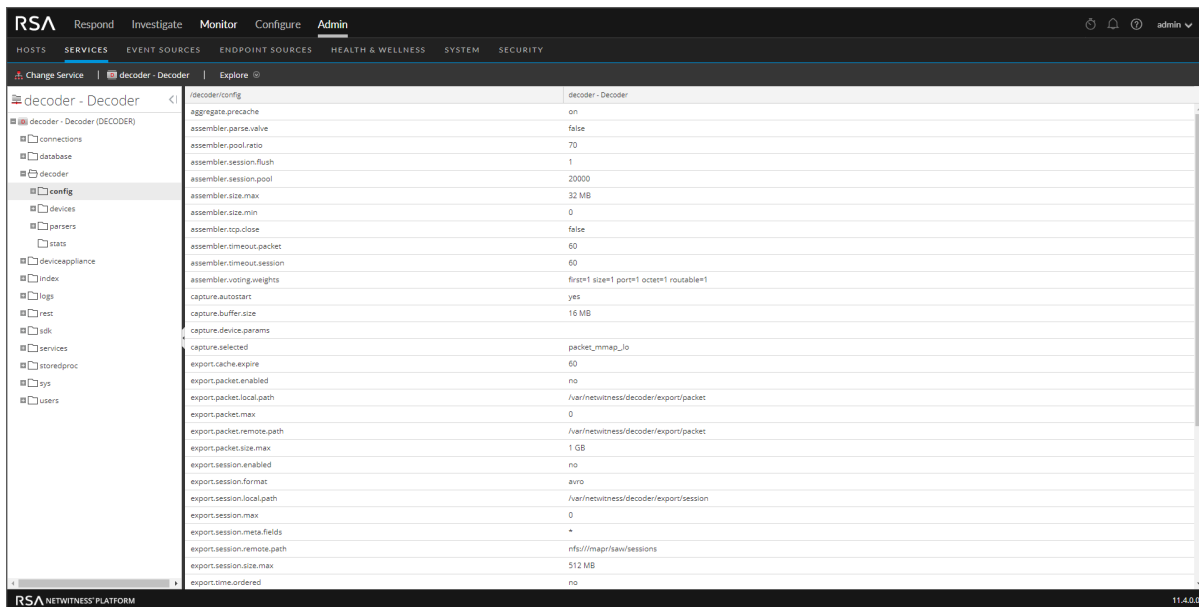 RSA Respond Investigate Monitor Configure Admin admin
HOSTS SERVICES EVENT SOURCES ENDPOINT SOURCES HEALTH & WELLNESS SYSTEM SECURITY
Change Service | decoder - Decoder | Explore
decoder - Decoder
decoder - Decoder (DECODER)
connections
database
decoder
config
devices
parsers
stats
deviceappliance
index
logs
rest
sdk
services
storedproc
sys
users
/decoder/config decoder - Decoder
aggregate.precache on
assembler.parse.valve false
assembler.pool.ratio 70
assembler.session.flush 1
assembler.session.pool 20000
assembler.size.max 32 MB
assembler.size.min 0
assembler.tcp.close false
assembler.timeout.packet 60
assembler.timeout.session 60
assembler.voting.weights first=1 size=1 port=1 octet=1 routable=1
capture.autostart yes
capture.buffer.size 16 MB
capture.device.params
capture.selected packet_mmap_,lo
export.cache.expire 60
export.packet.enabled no
export.packet.local.path /var/netwitness/decoder/export/packet
export.packet.max 0
export.packet.remote.path /var/netwitness/decoder/export/packet
export.packet.size.max 1 GB
export.session.enabled no
export.session.format avro
export.session.local.path /var/netwitness/decoder/export/session
export.session.max 0
export.session.meta.fields *
export.session.remote.path nfs:///mapr/saw/sessions
export.session.size.max 512 MB
export.time.ordered no
RSA NETWITNESS® PLATFORM 11.4.0.0